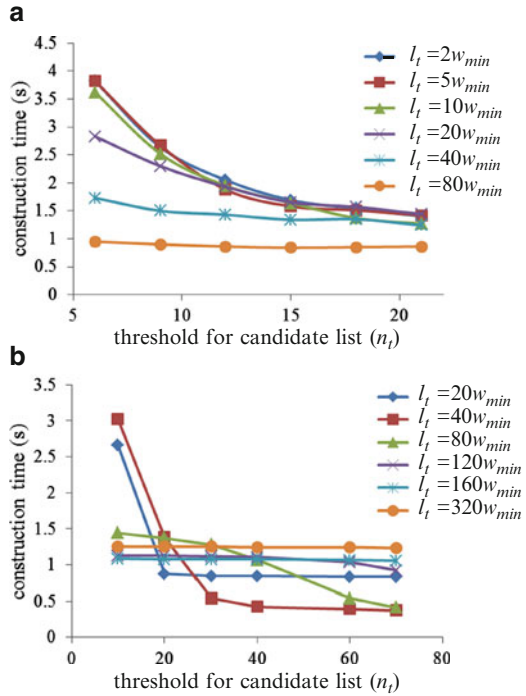 a
construction time (s)
4.5
4
3.5
3
2.5
2
1.5
1
0.5
0
5
10
15
20
threshold for candidate list (n_t)
l_t =2w_min
l_t =5w_min
l_t =10w_min
l_t =20w_min
l_t =40w_min
l_t =80w_min
b
construction time (s)
3.5
3
2.5
2
1.5
1
0.5
0
0
20
40
60
80
threshold for candidate list (n_t)
l_t =20w_min
l_t =40w_min
l_t =80w_min
l_t =120w_min
l_t =160w_min
l_t =320w_min